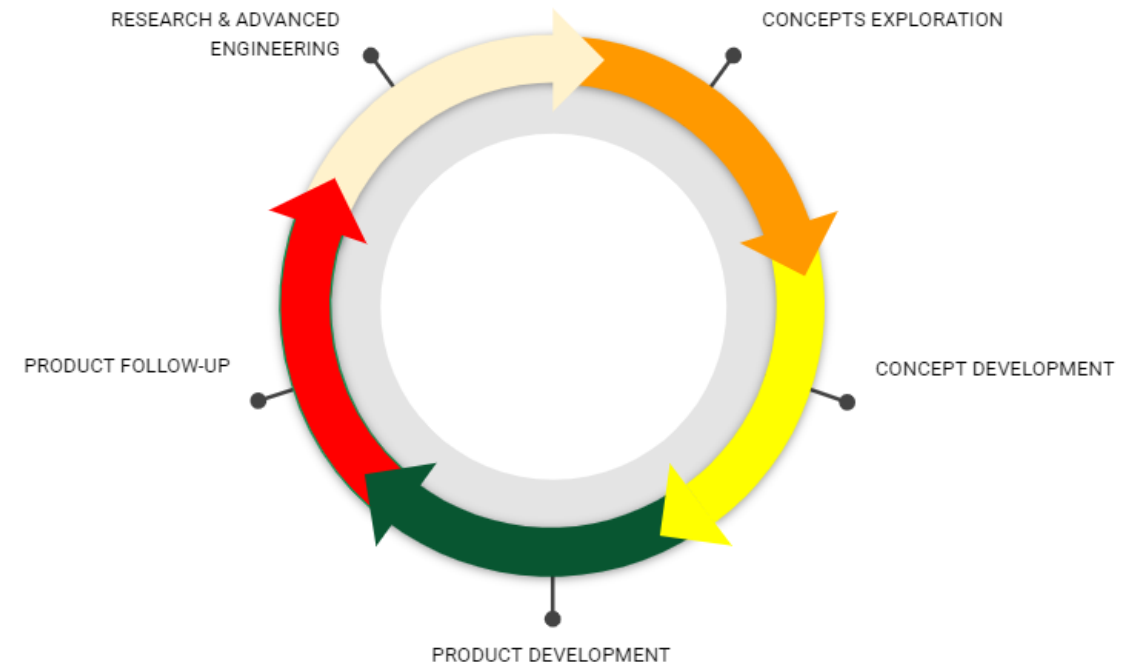 RESEARCH & ADVANCED
ENGINEERING
CONCEPTS EXPLORATION
CONCEPT DEVELOPMENT
PRODUCT DEVELOPMENT
PRODUCT FOLLOW-UP